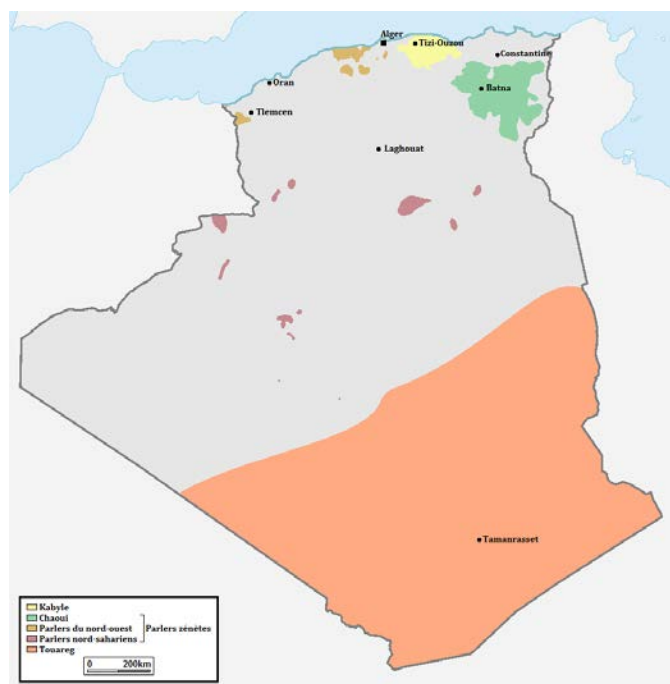 Alger
Tizi-Ouzou
Constantine
Oran
Batna
Tlemcen
Laghouat
Tamanrasset
Kabyle
Chaoui
Parlers du nord-ouest
Parlers zénètes
Parlers nord-sahariens
Touareg
0 200km